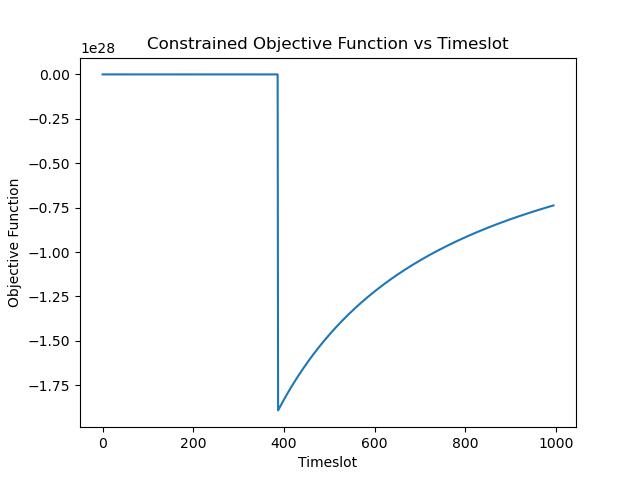 Constrained Objective Function vs Timeslot
1e28
0.00
−0.25
−0.50
−0.75
−1.00
−1.25
−1.50
−1.75
Objective Function
0 200 400 600 800 1000
Timeslot